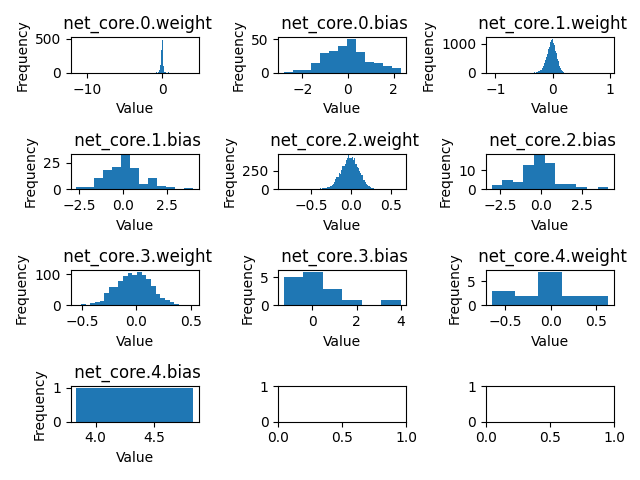 net_core.0.weight
Frequency
500
0
−10
0
Value
net_core.0.bias
Frequency
50
0
−2
0
2
Value
net_core.1.weight
Frequency
1000
0
−1
0
1
Value
net_core.1.bias
Frequency
25
0
−2.5
0.0
2.5
Value
net_core.2.weight
Frequency
250
0
−0.5
0.0
0.5
Value
net_core.2.bias
Frequency
10
0
−2.5
0.0
2.5
Value
net_core.3.weight
Frequency
100
0
−0.5
0.0
0.5
Value
net_core.3.bias
Frequency
5
0
0
2
4
Value
net_core.4.weight
Frequency
5
0
−0.5
0.0
0.5
Value
net_core.4.bias
Frequency
1
0
4.0
4.5
Value
1
0
0.0
0.5
1.0
1
0
0.0
0.5
1.0